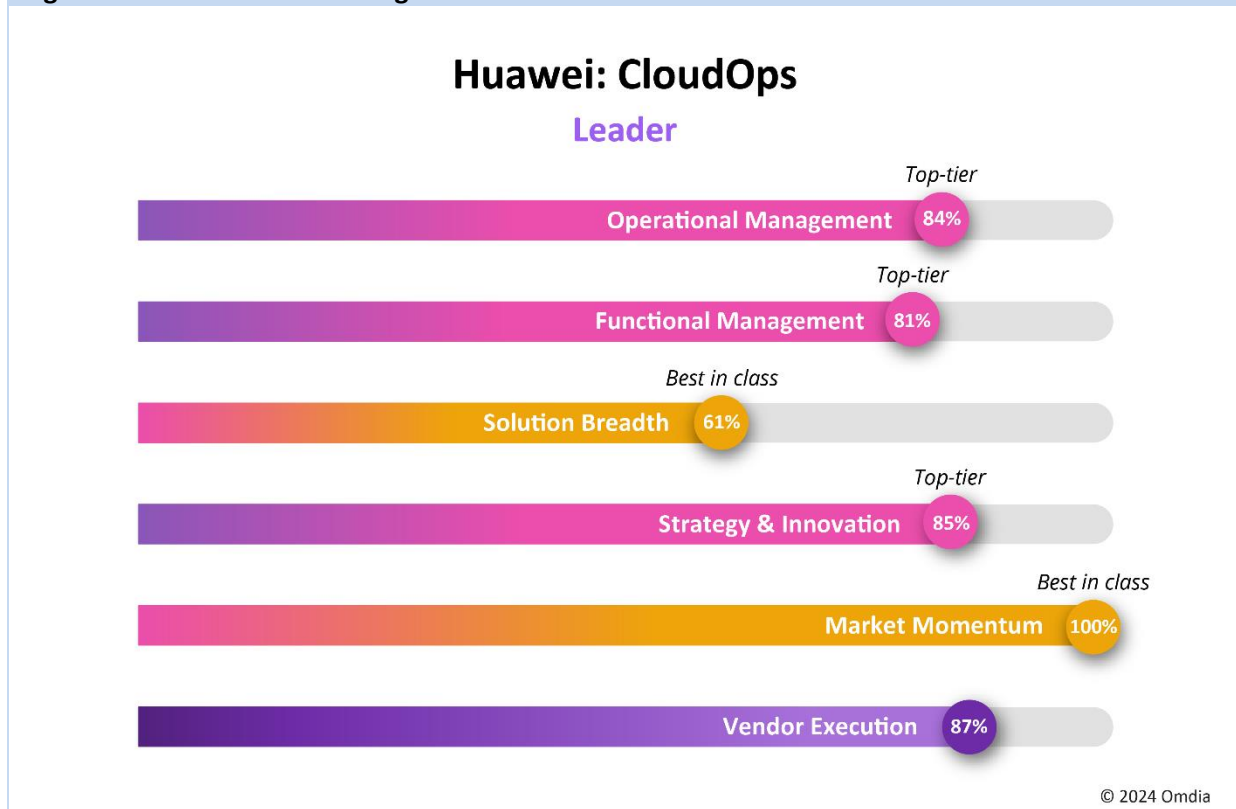 Huawei: CloudOps
Leader
Top-tier
Operational Management 84%
Top-tier
Functional Management 81%
Best in class
Solution Breadth 61%
Top-tier
Strategy & Innovation 85%
Best in class
Market Momentum 100%
Vendor Execution 87%
© 2024 Omdia